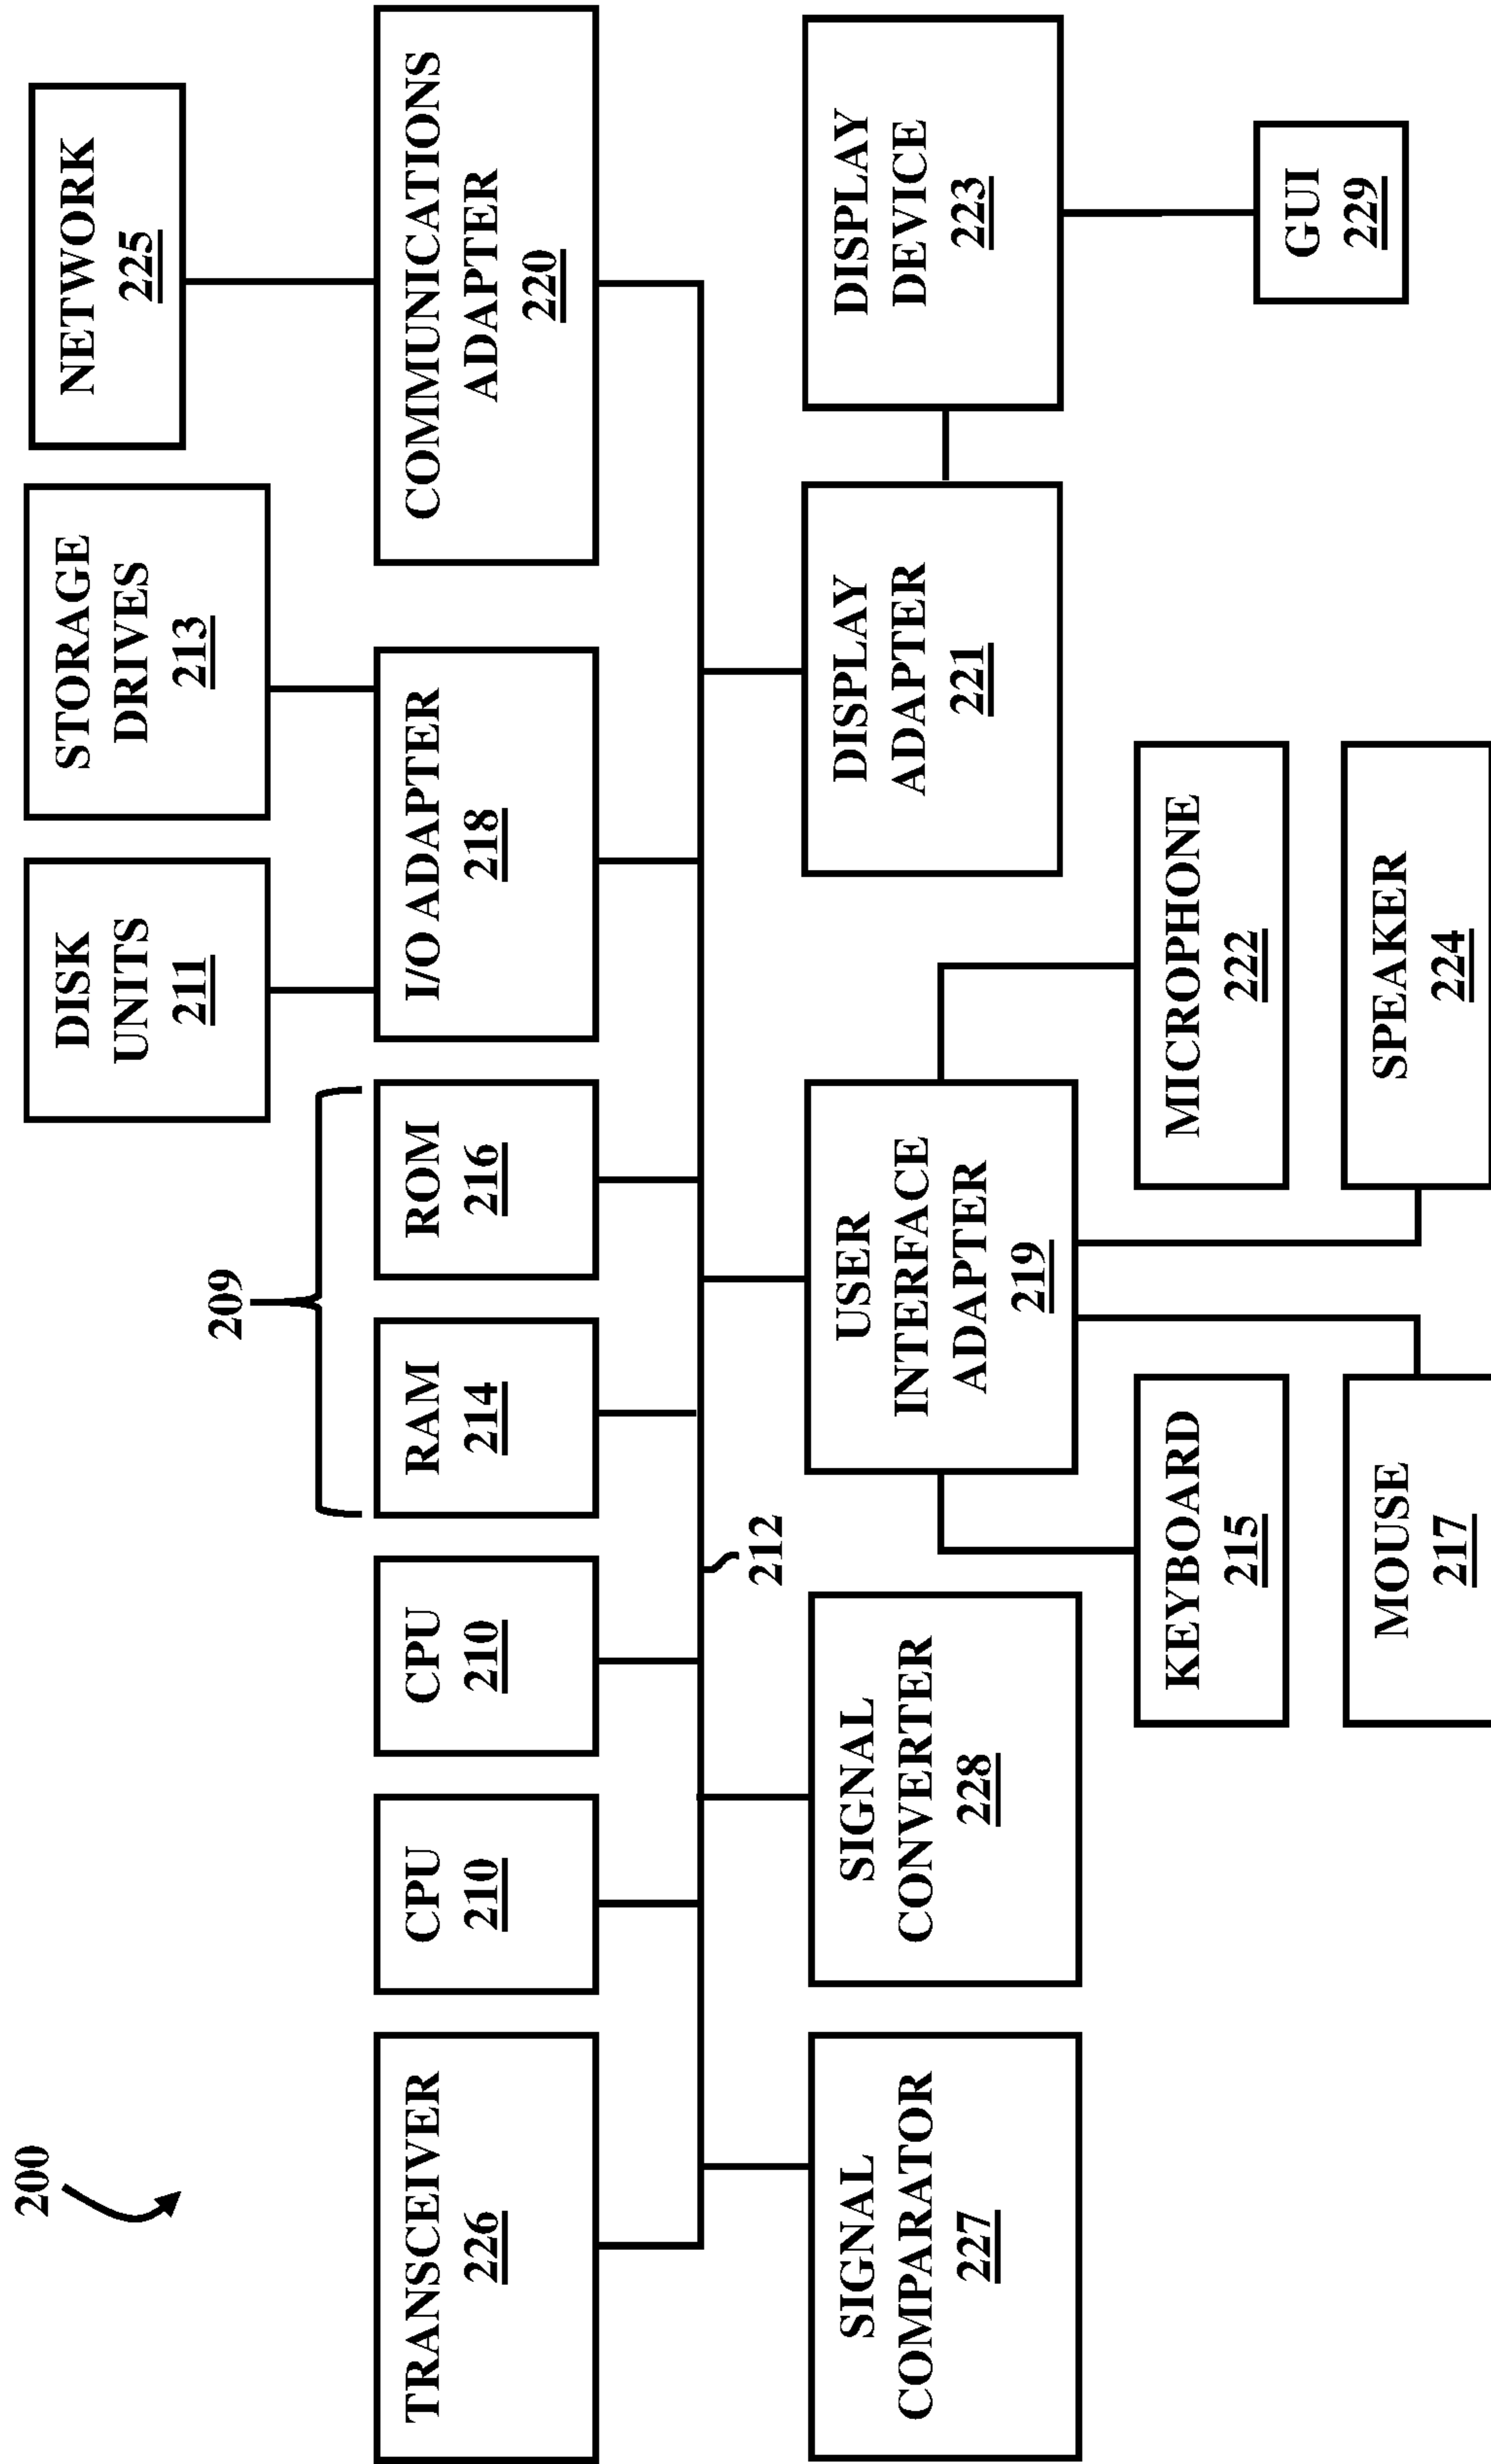 200
NETWORK
225
STORAGE
DRIVES
213
DISK
UNITS
211
209
TRANSCEIVER
226
CPU
210
CPU
210
RAM
214
ROM
216
I/O ADAPTER
218
COMMUNICATIONS
ADAPTER
220
212
SIGNAL
COMPARATOR
227
SIGNAL
CONVERTER
228
USER
INTERFACE
ADAPTER
219
DISPLAY
ADAPTER
221
DISPLAY
DEVICE
223
KEYBOARD
215
MICROPHONE
222
GUI
229
MOUSE
217
SPEAKER
224